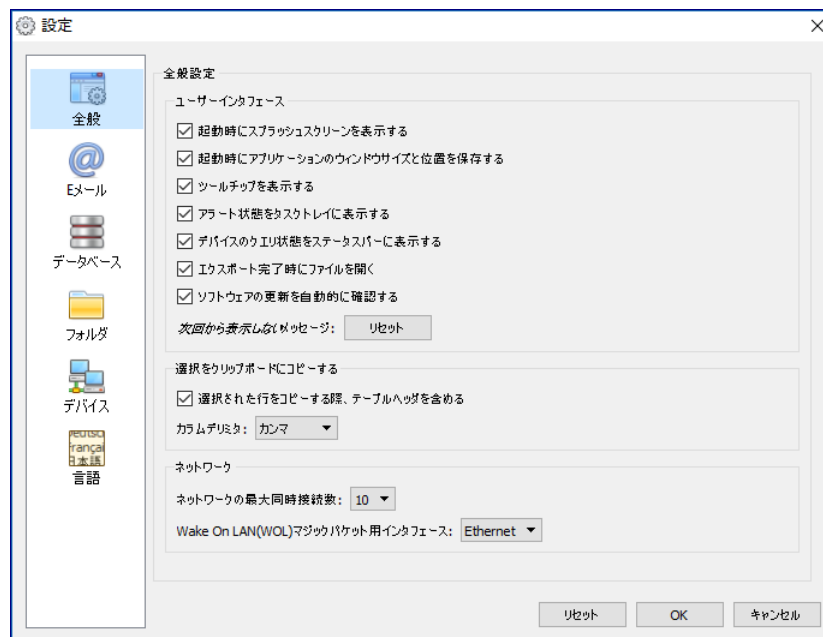 設定
全般
Eメール
データベース
フォルダ
デバイス
言語
全般設定
ユーザーインタフェース
起動時にスプラッシュスクリーンを表示する
起動時にアプリケーションのウィンドウサイズと位置を保存する
ツールチップを表示する
アラート状態をタスクトレイに表示する
デバイスのクエリ状態をステータスバーに表示する
エクスポート完了時にファイルを開く
ソフトウェアの更新を自動的に確認する
次回から表示しないメッセージ: リセット
選択をクリップボードにコピーする
選択された行をコピーする際、テーブルヘッダを含める
カラムデリミタ: カンマ
ネットワーク
ネットワークの最大同時接続数: 10
Wake On LAN(WOL)マジックパケット用インタフェース: Ethernet
リセット OK キャンセル